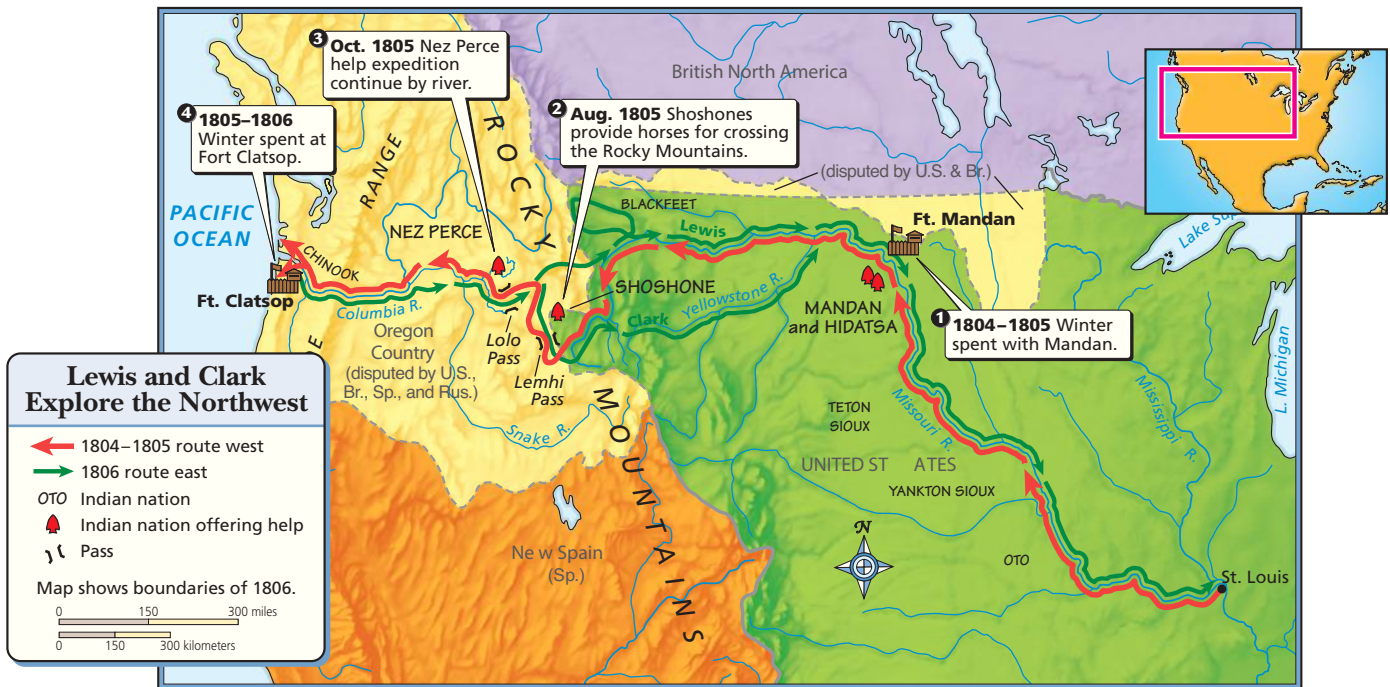 3 Oct. 1805 Nez Perce
help expedition
continue by river.
4 1805–1806
Winter spent at
Fort Clatsop.
2 Aug. 1805 Shoshones
provide horses for crossing
the Rocky Mountains.
1 1804–1805 Winter
spent with Mandan.
British North America
(disputed by U.S. & Br.)
ROCKY
MOUNTAINS
RANGE
E
PACIFIC
OCEAN
NEZ PERCE
CHINOOK
Ft. Clatsop
Columbia R.
Oregon
Country
(disputed by U.S.,
Br., Sp., and Rus.)
Lolo
Pass
Lemhi
Pass
Snake R.
BLACKFEET
Lewis
SHOSHONE
Clark
Yellowstone R.
Ft. Mandan
MANDAN
and HIDATSA
TETON
SIOUX
Missouri R.
UNITED ST ATES
YANKTON SIOUX
OTO
N
St. Louis
Mississippi R.
L. Michigan
Lake Sup
Ne w Spain
(Sp.)
Lewis and Clark
Explore the Northwest
1804–1805 route west
1806 route east
OTO Indian nation
Indian nation offering help
Pass
Map shows boundaries of 1806.
0 150 300 miles
0 150 300 kilometers